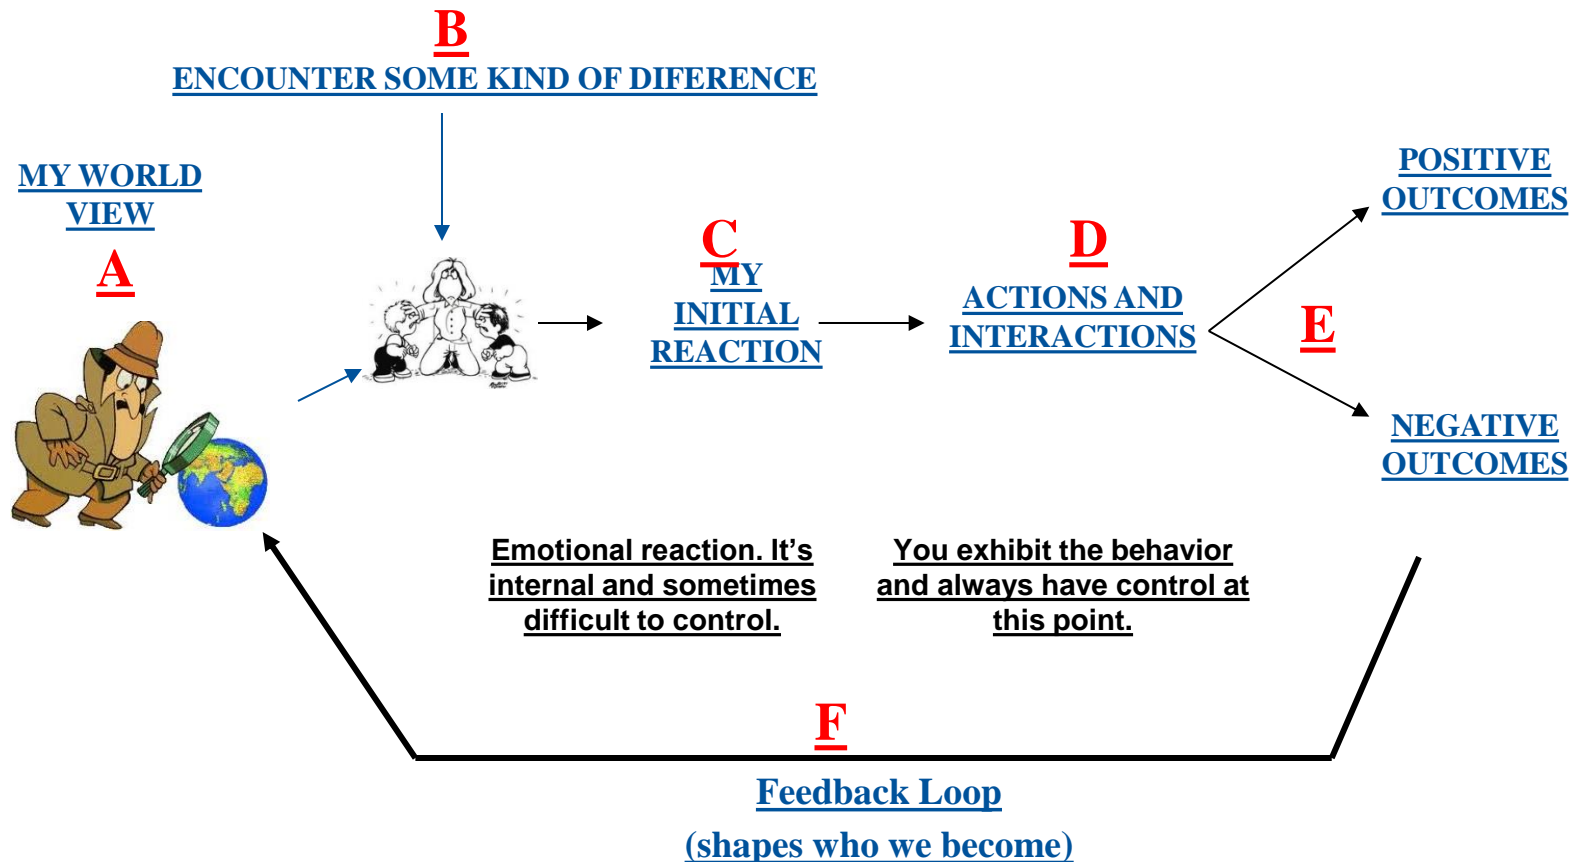 B
ENCOUNTER SOME KIND OF DIFERENCE
MY WORLD
VIEW
A
C
MY
INITIAL
REACTION
D
ACTIONS AND
INTERACTIONS
E
POSITIVE
OUTCOMES
NEGATIVE
OUTCOMES
Emotional reaction. It’s
internal and sometimes
difficult to control.
You exhibit the behavior
and always have control at
this point.
F
Feedback Loop
(shapes who we become)